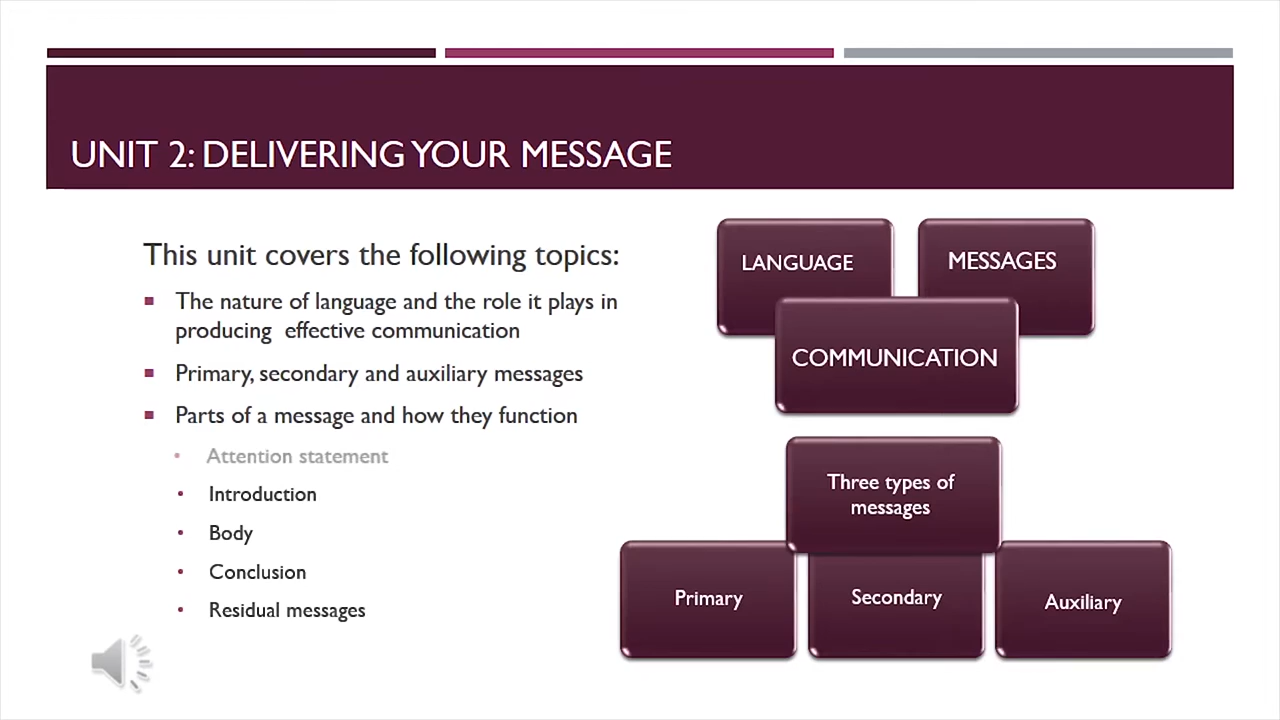 UNIT 2: DELIVERING YOUR MESSAGE
This unit covers the following topics:
The nature of language and the role it plays in
producing effective communication
Primary, secondary and auxiliary messages
Parts of a message and how they function
Attention statement
Introduction
Body
Conclusion
Residual messages
LANGUAGE
MESSAGES
COMMUNICATION
Three types of
messages
Primary
Secondary
Auxiliary